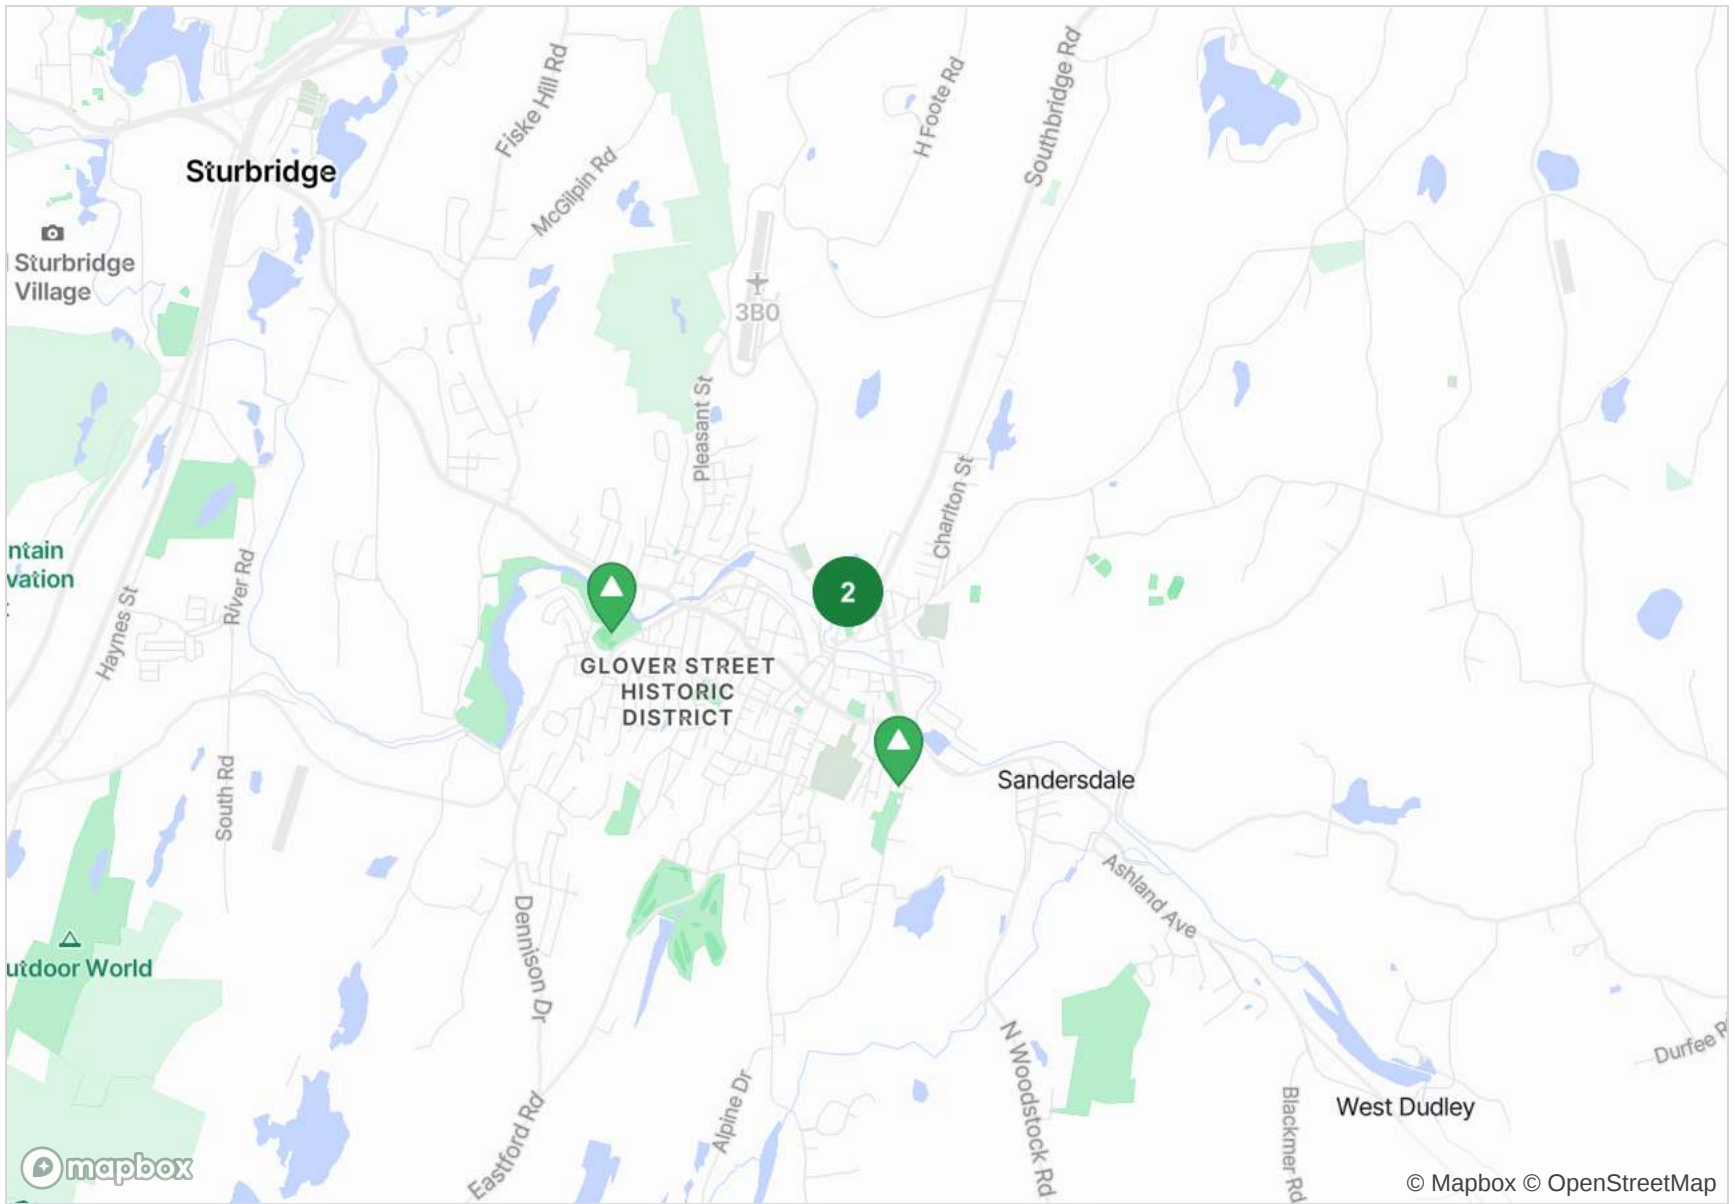 Fiske Hill Rd
H Foote Rd
Southbridge Rd
Sturbridge
McGilpin Rd
Sturbridge
Village
3B0
Pleasant St
Charlton St
ntain
vation
River Rd
Haynes St
2
GLOVER STREET
HISTORIC
DISTRICT
South Rd
Sandersdale
Ashland Ave
Dennison Dr
utdoor World
N Woodstock Rd
Durfee R
Alpine Dr
Eastford Rd
Blackmer Rd
West Dudley
mapbox
© Mapbox © OpenStreetMap